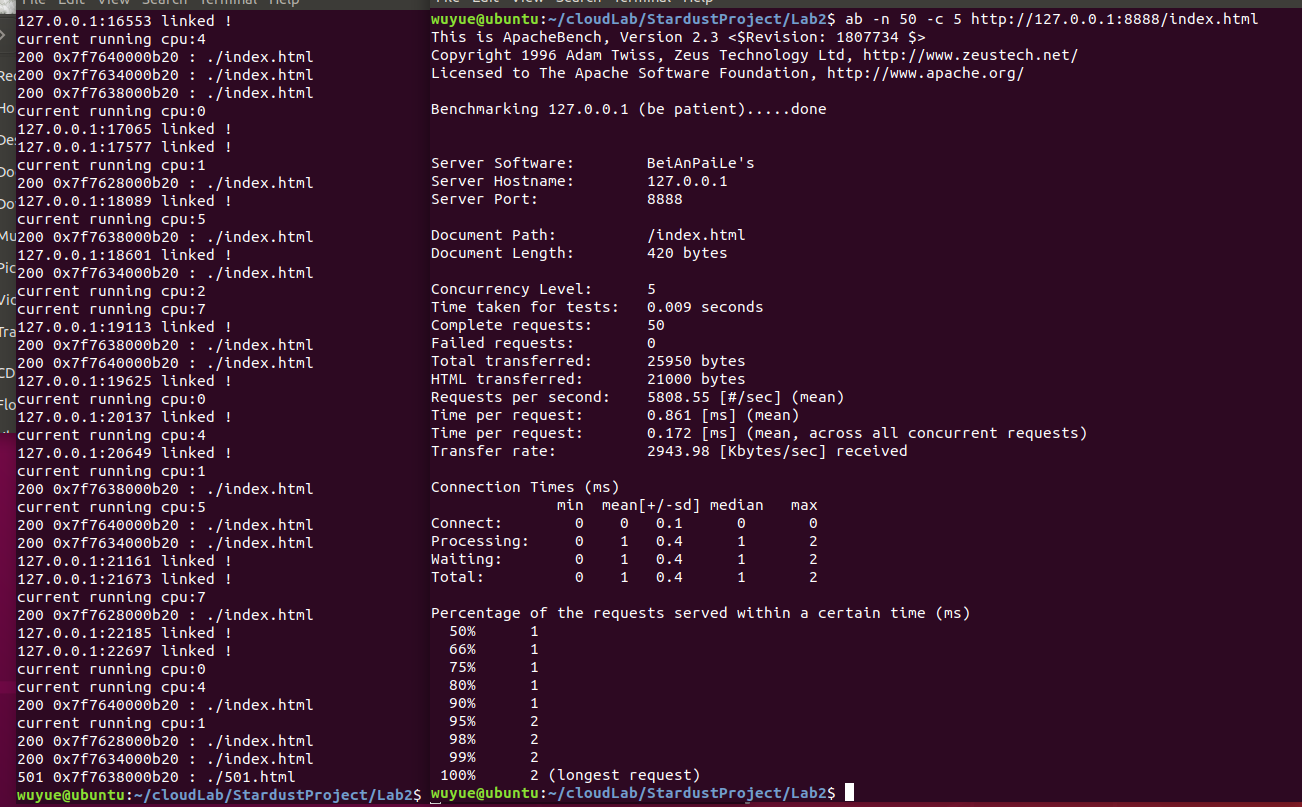 File Edit View Search Terminal Help
127.0.0.1:16553 linked !
current running cpu:4
200 0x7f7640000b20 : ./index.html
200 0x7f7634000b20 : ./index.html
200 0x7f7638000b20 : ./index.html
current running cpu:0
127.0.0.1:17065 linked !
127.0.0.1:17577 linked !
current running cpu:1
200 0x7f7628000b20 : ./index.html
127.0.0.1:18089 linked !
current running cpu:5
200 0x7f7638000b20 : ./index.html
127.0.0.1:18601 linked !
200 0x7f7634000b20 : ./index.html
current running cpu:2
current running cpu:7
127.0.0.1:19113 linked !
200 0x7f7638000b20 : ./index.html
200 0x7f7640000b20 : ./index.html
127.0.0.1:19625 linked !
current running cpu:0
127.0.0.1:20137 linked !
current running cpu:4
127.0.0.1:20649 linked !
current running cpu:1
200 0x7f7638000b20 : ./index.html
current running cpu:5
200 0x7f7640000b20 : ./index.html
200 0x7f7634000b20 : ./index.html
127.0.0.1:21161 linked !
127.0.0.1:21673 linked !
current running cpu:7
200 0x7f7628000b20 : ./index.html
127.0.0.1:22185 linked !
127.0.0.1:22697 linked !
current running cpu:0
current running cpu:4
200 0x7f7640000b20 : ./index.html
current running cpu:1
200 0x7f7628000b20 : ./index.html
200 0x7f7634000b20 : ./index.html
501 0x7f7638000b20 : ./501.html
wuyue@ubuntu:~/cloudLab/StardustProject/Lab2$
wuyue@ubuntu:~/cloudLab/StardustProject/Lab2$ ab -n 50 -c 5 http://127.0.0.1:8888/index.html
This is ApacheBench, Version 2.3 <$Revision: 1807734 $>
Copyright 1996 Adam Twiss, Zeus Technology Ltd, http://www.zeustech.net/
Licensed to The Apache Software Foundation, http://www.apache.org/
Benchmarking 127.0.0.1 (be patient).....done
Server Software: BeiAnPaiLe's
Server Hostname: 127.0.0.1
Server Port: 8888
Document Path: /index.html
Document Length: 420 bytes
Concurrency Level: 5
Time taken for tests: 0.009 seconds
Complete requests: 50
Failed requests: 0
Total transferred: 25950 bytes
HTML transferred: 21000 bytes
Requests per second: 5808.55 [#/sec] (mean)
Time per request: 0.861 [ms] (mean)
Time per request: 0.172 [ms] (mean, across all concurrent requests)
Transfer rate: 2943.98 [Kbytes/sec] received
Connection Times (ms)
min mean[+/-sd] median max
Connect: 0 0 0.1 0 0
Processing: 0 1 0.4 1 2
Waiting: 0 1 0.4 1 2
Total: 0 1 0.4 1 2
Percentage of the requests served within a certain time (ms)
50% 1
66% 1
75% 1
80% 1
90% 1
95% 2
98% 2
99% 2
100% 2 (longest request)
wuyue@ubuntu:~/cloudLab/StardustProject/Lab2$